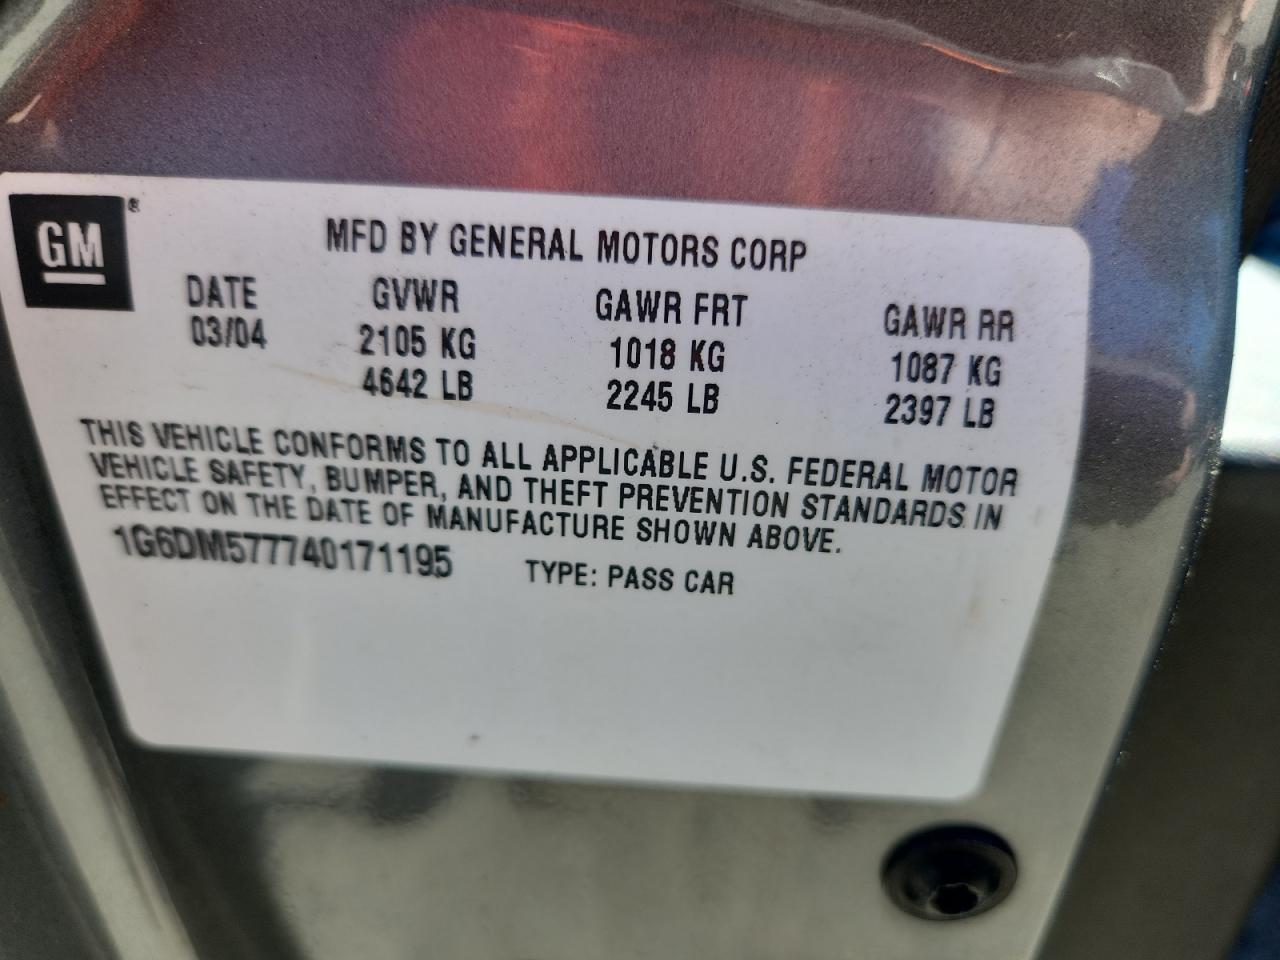 GM®
MFD BY GENERAL MOTORS CORP
DATE GVWR GAWR FRT GAWR RR
03/04 2105 KG 1018 KG 1087 KG
4642 LB 2245 LB 2397 LB
THIS VEHICLE CONFORMS TO ALL APPLICABLE U.S. FEDERAL MOTOR
VEHICLE SAFETY, BUMPER, AND THEFT PREVENTION STANDARDS IN
EFFECT ON THE DATE OF MANUFACTURE SHOWN ABOVE.
1G6DM577740171195 TYPE: PASS CAR